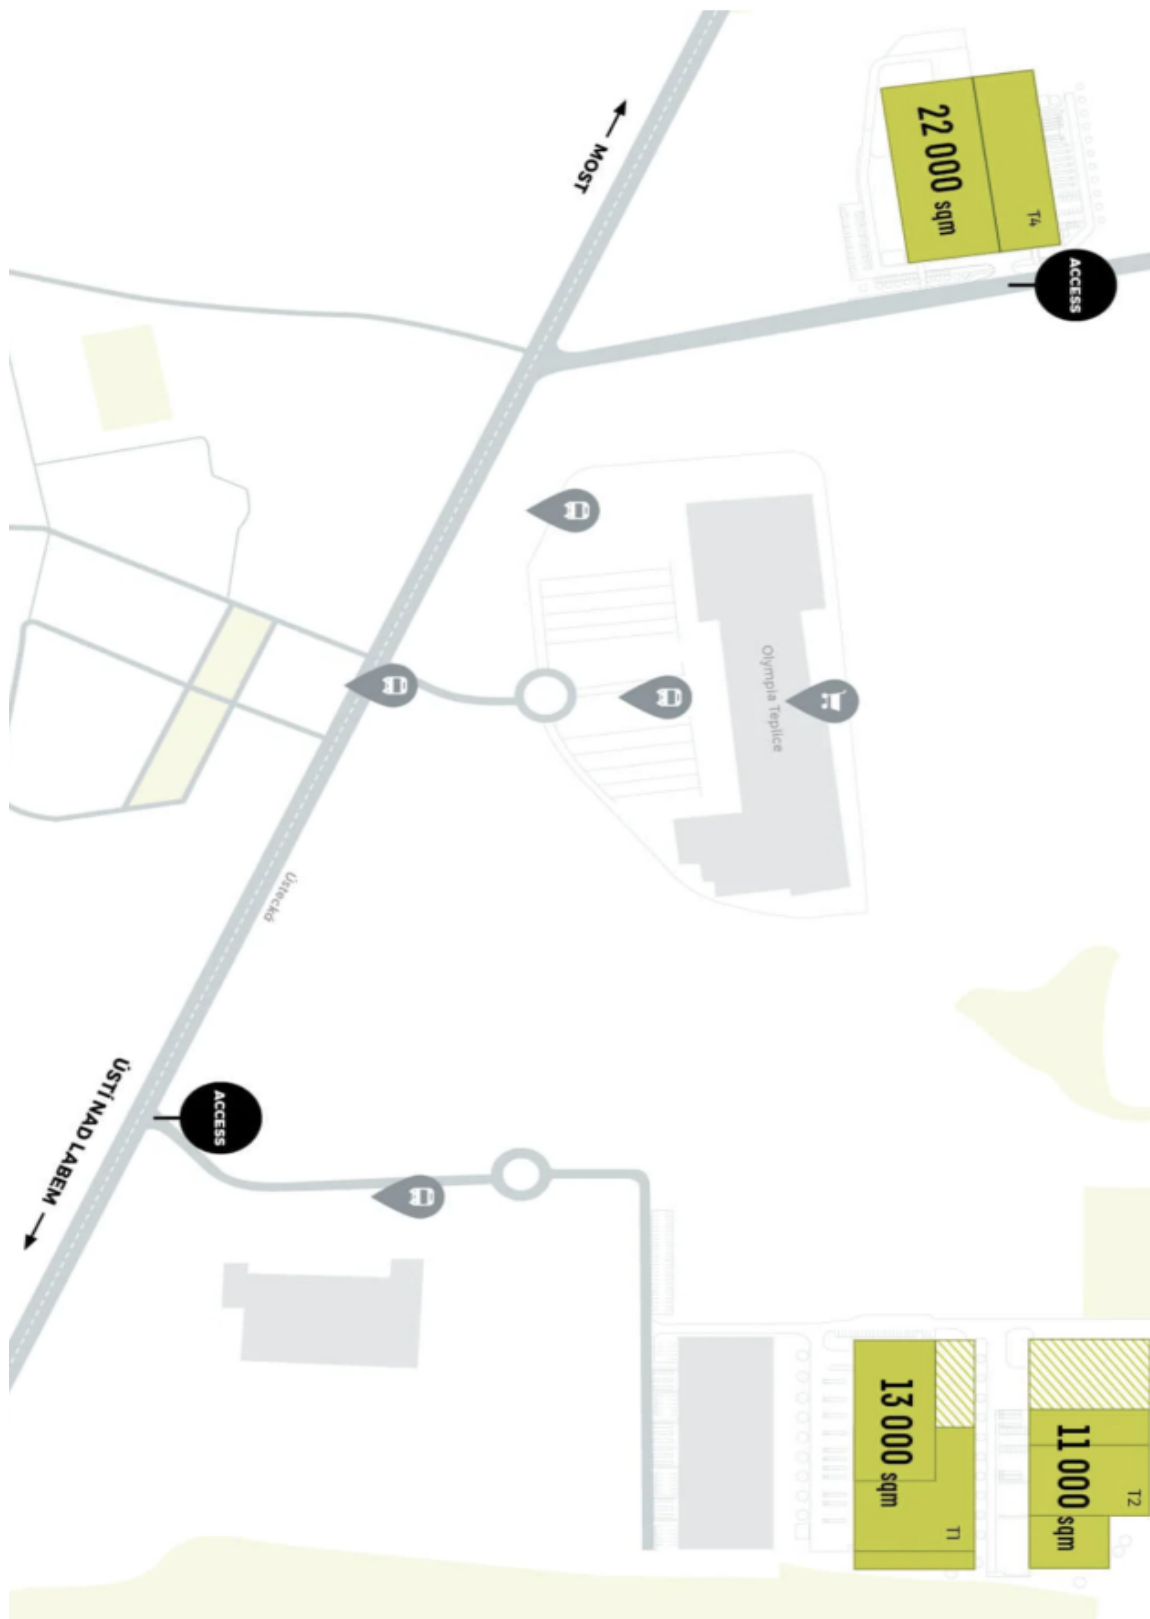 MOST
22 000 sqm
T4
ACCESS
Olympia Teplice
Ústecká
ÚSTÍ NAD LABEM
ACCESS
13 000 sqm
T1
11 000 sqm
T2